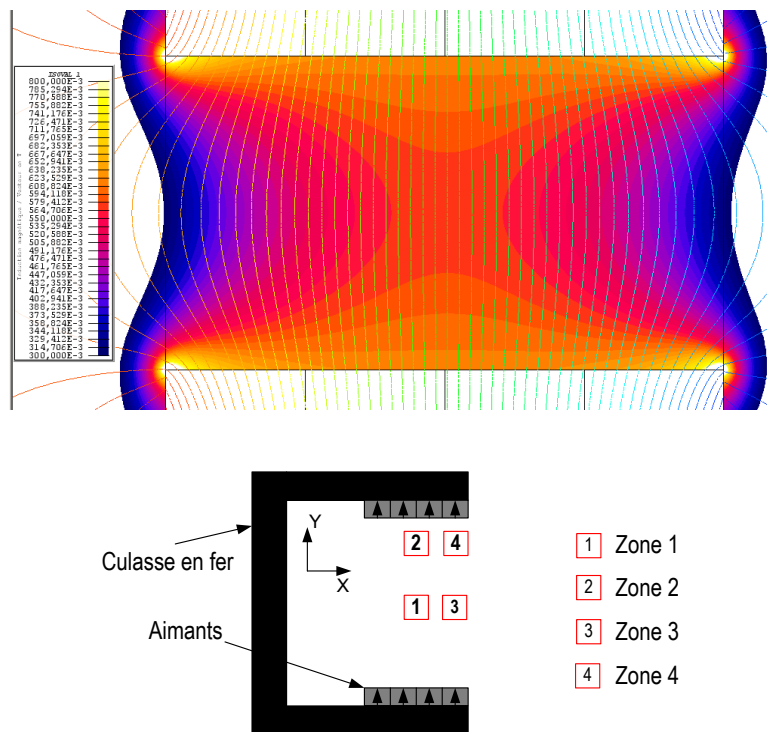 ISOVAL 1
800,000E-3
785,294E-3
770,588E-3
755,882E-3
741,176E-3
726,471E-3
711,765E-3
697,059E-3
682,353E-3
667,647E-3
652,941E-3
638,235E-3
623,529E-3
608,824E-3
594,118E-3
579,412E-3
564,706E-3
550,000E-3
535,294E-3
520,588E-3
505,882E-3
491,176E-3
476,471E-3
461,765E-3
447,059E-3
432,353E-3
417,647E-3
402,941E-3
388,235E-3
373,529E-3
358,824E-3
344,118E-3
329,412E-3
314,706E-3
300,000E-3
Induction magnétique / Vecteur en T
Y
X
Culasse en fer
Aimants
2
4
1
3
1 Zone 1
2 Zone 2
3 Zone 3
4 Zone 4